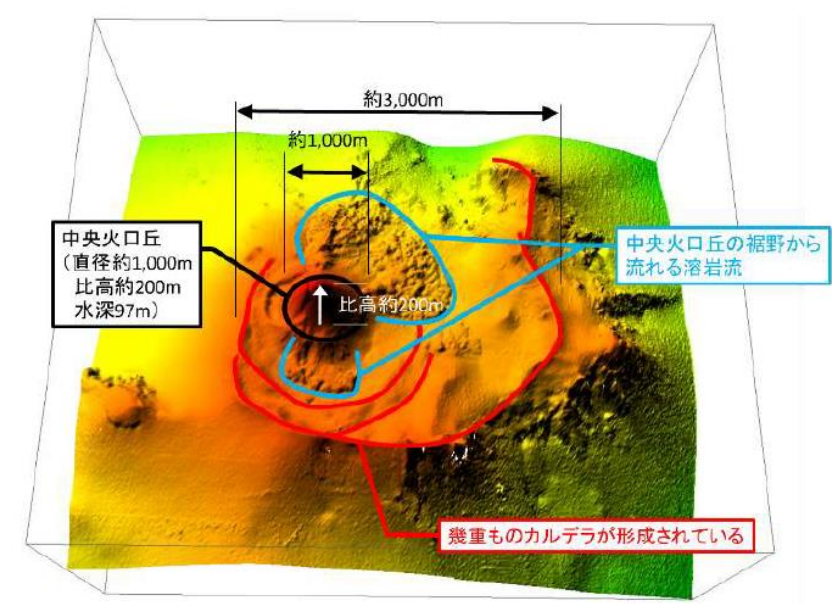 約3,000m
約1,000m
中央火口丘
（直径約1,000m
比高約200m
水深97m）
比高約200m
中央火口丘の裾野から
流れる溶岩流
幾重ものカルデラが形成されている